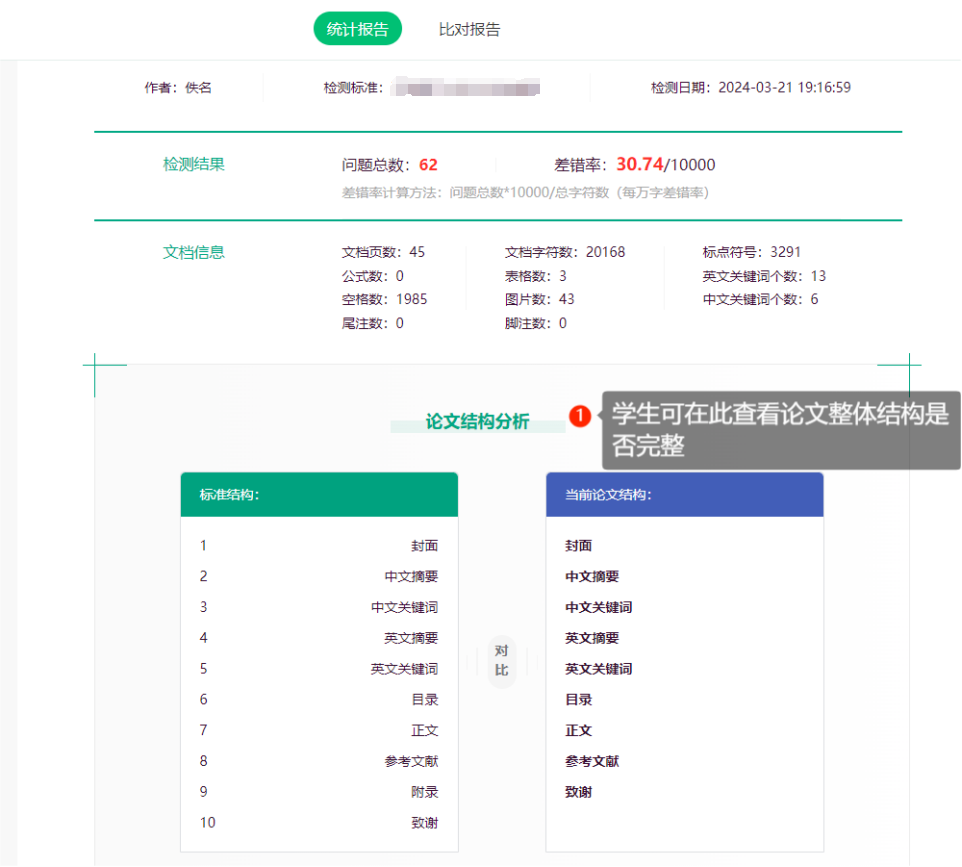 统计报告 比对报告
作者：佚名 检测标准： 检测日期：2024-03-21 19:16:59
检测结果 问题总数：62 差错率：30.74/10000
差错率计算方法：问题总数*10000/总字符数（每万字差错率）
文档信息 文档页数：45 文档字符数：20168 标点符号：3291
公式数：0 表格数：3 英文关键词个数：13
空格数：1985 图片数：43 中文关键词个数：6
尾注数：0 脚注数：0
论文结构分析 1 学生可在此查看论文整体结构是
否完整
标准结构： 当前论文结构：
1 封面 封面
2 中文摘要 中文摘要
3 中文关键词 中文关键词
4 英文摘要 英文摘要
对
5 英文关键词 英文关键词
比
6 目录 目录
7 正文 正文
8 参考文献 参考文献
9 附录 致谢
10 致谢